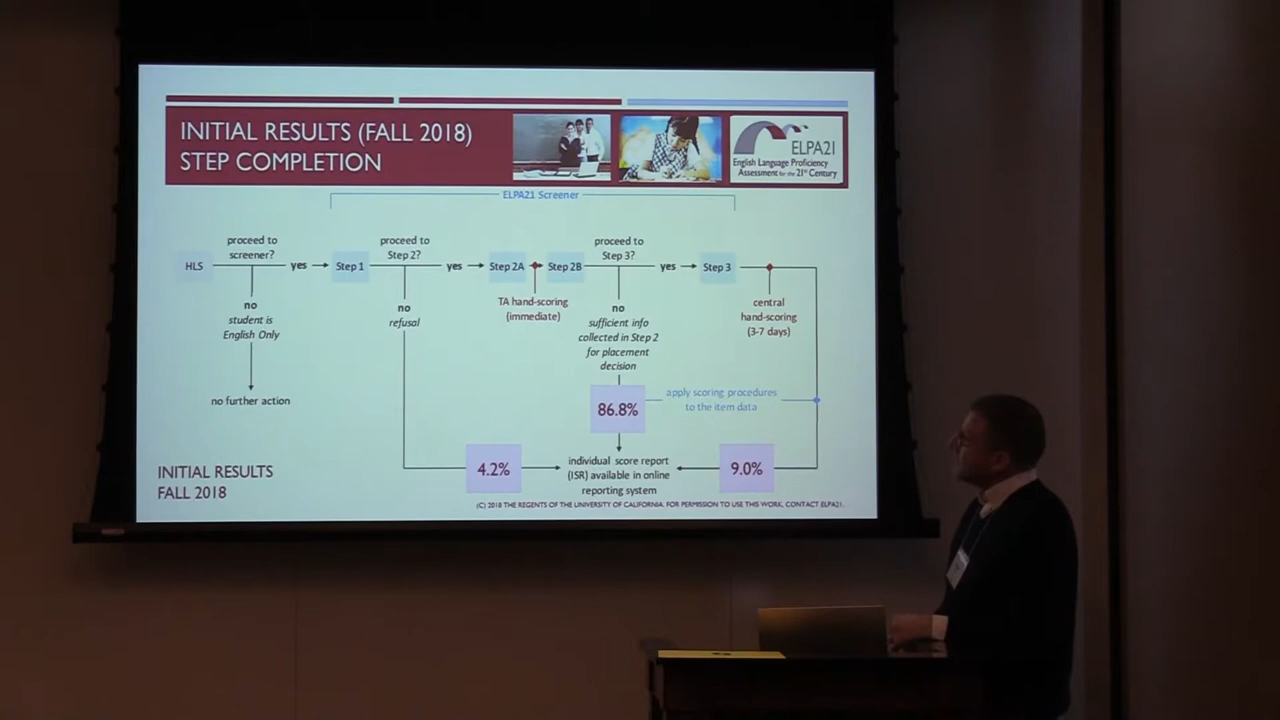 INITIAL RESULTS (FALL 2018)
STEP COMPLETION
ELPA21
English Language Proficiency
Assessment for the 21st Century
ELPA21 Screener
proceed to
screener?
proceed to
Step 2?
proceed to
Step 3?
HLS
yes
Step 1
yes
Step 2A
Step 2B
yes
Step 3
no
student is
English Only
no
refusal
TA hand-scoring
(immediate)
no
sufficient info
collected in Step 2
for placement
decision
central
hand-scoring
(3-7 days)
no further action
86.8%
apply scoring procedures
to the item data
4.2%
individual score report
(ISR) available in online
reporting system
9.0%
INITIAL RESULTS
FALL 2018
(C) 2018 THE REGENTS OF THE UNIVERSITY OF CALIFORNIA. FOR PERMISSION TO USE THIS WORK, CONTACT ELPA21.